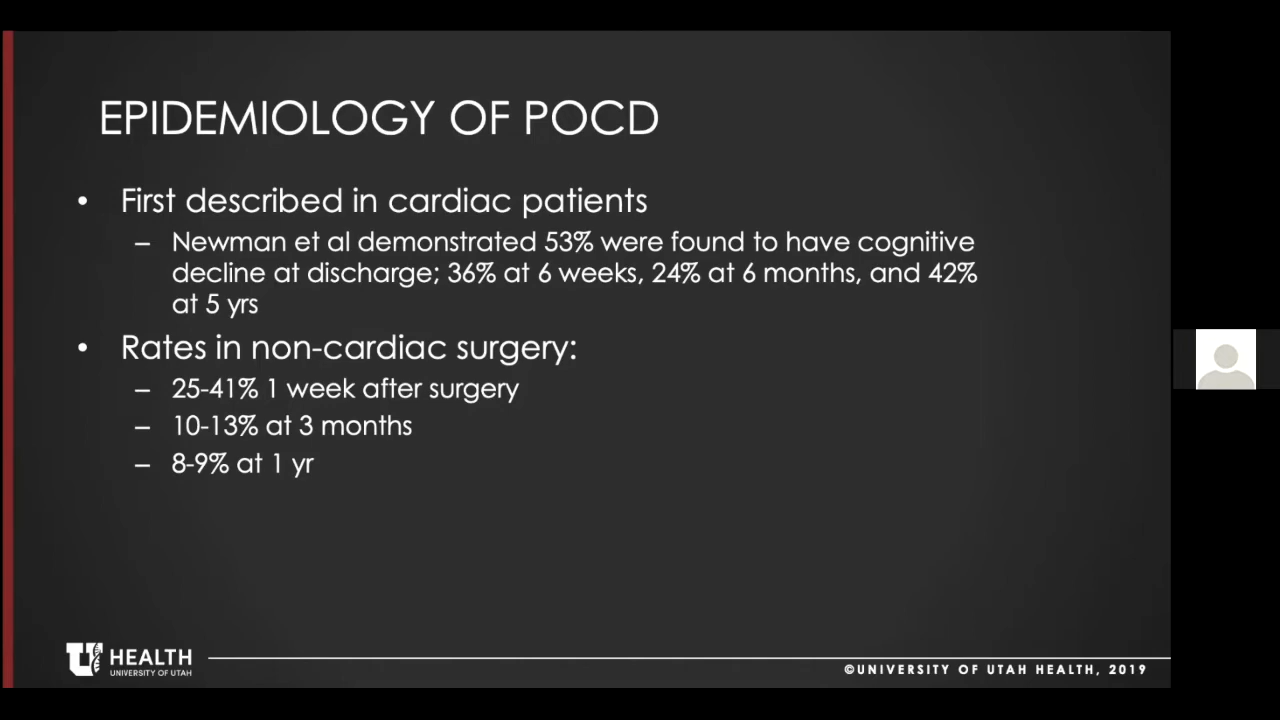 EPIDEMIOLOGY OF POCD
• First described in cardiac patients
– Newman et al demonstrated 53% were found to have cognitive
decline at discharge; 36% at 6 weeks, 24% at 6 months, and 42%
at 5 yrs
• Rates in non-cardiac surgery:
– 25-41% 1 week after surgery
– 10-13% at 3 months
– 8-9% at 1 yr
U HEALTH
UNIVERSITY OF UTAH
©UNIVERSITY OF UTAH HEALTH, 2019